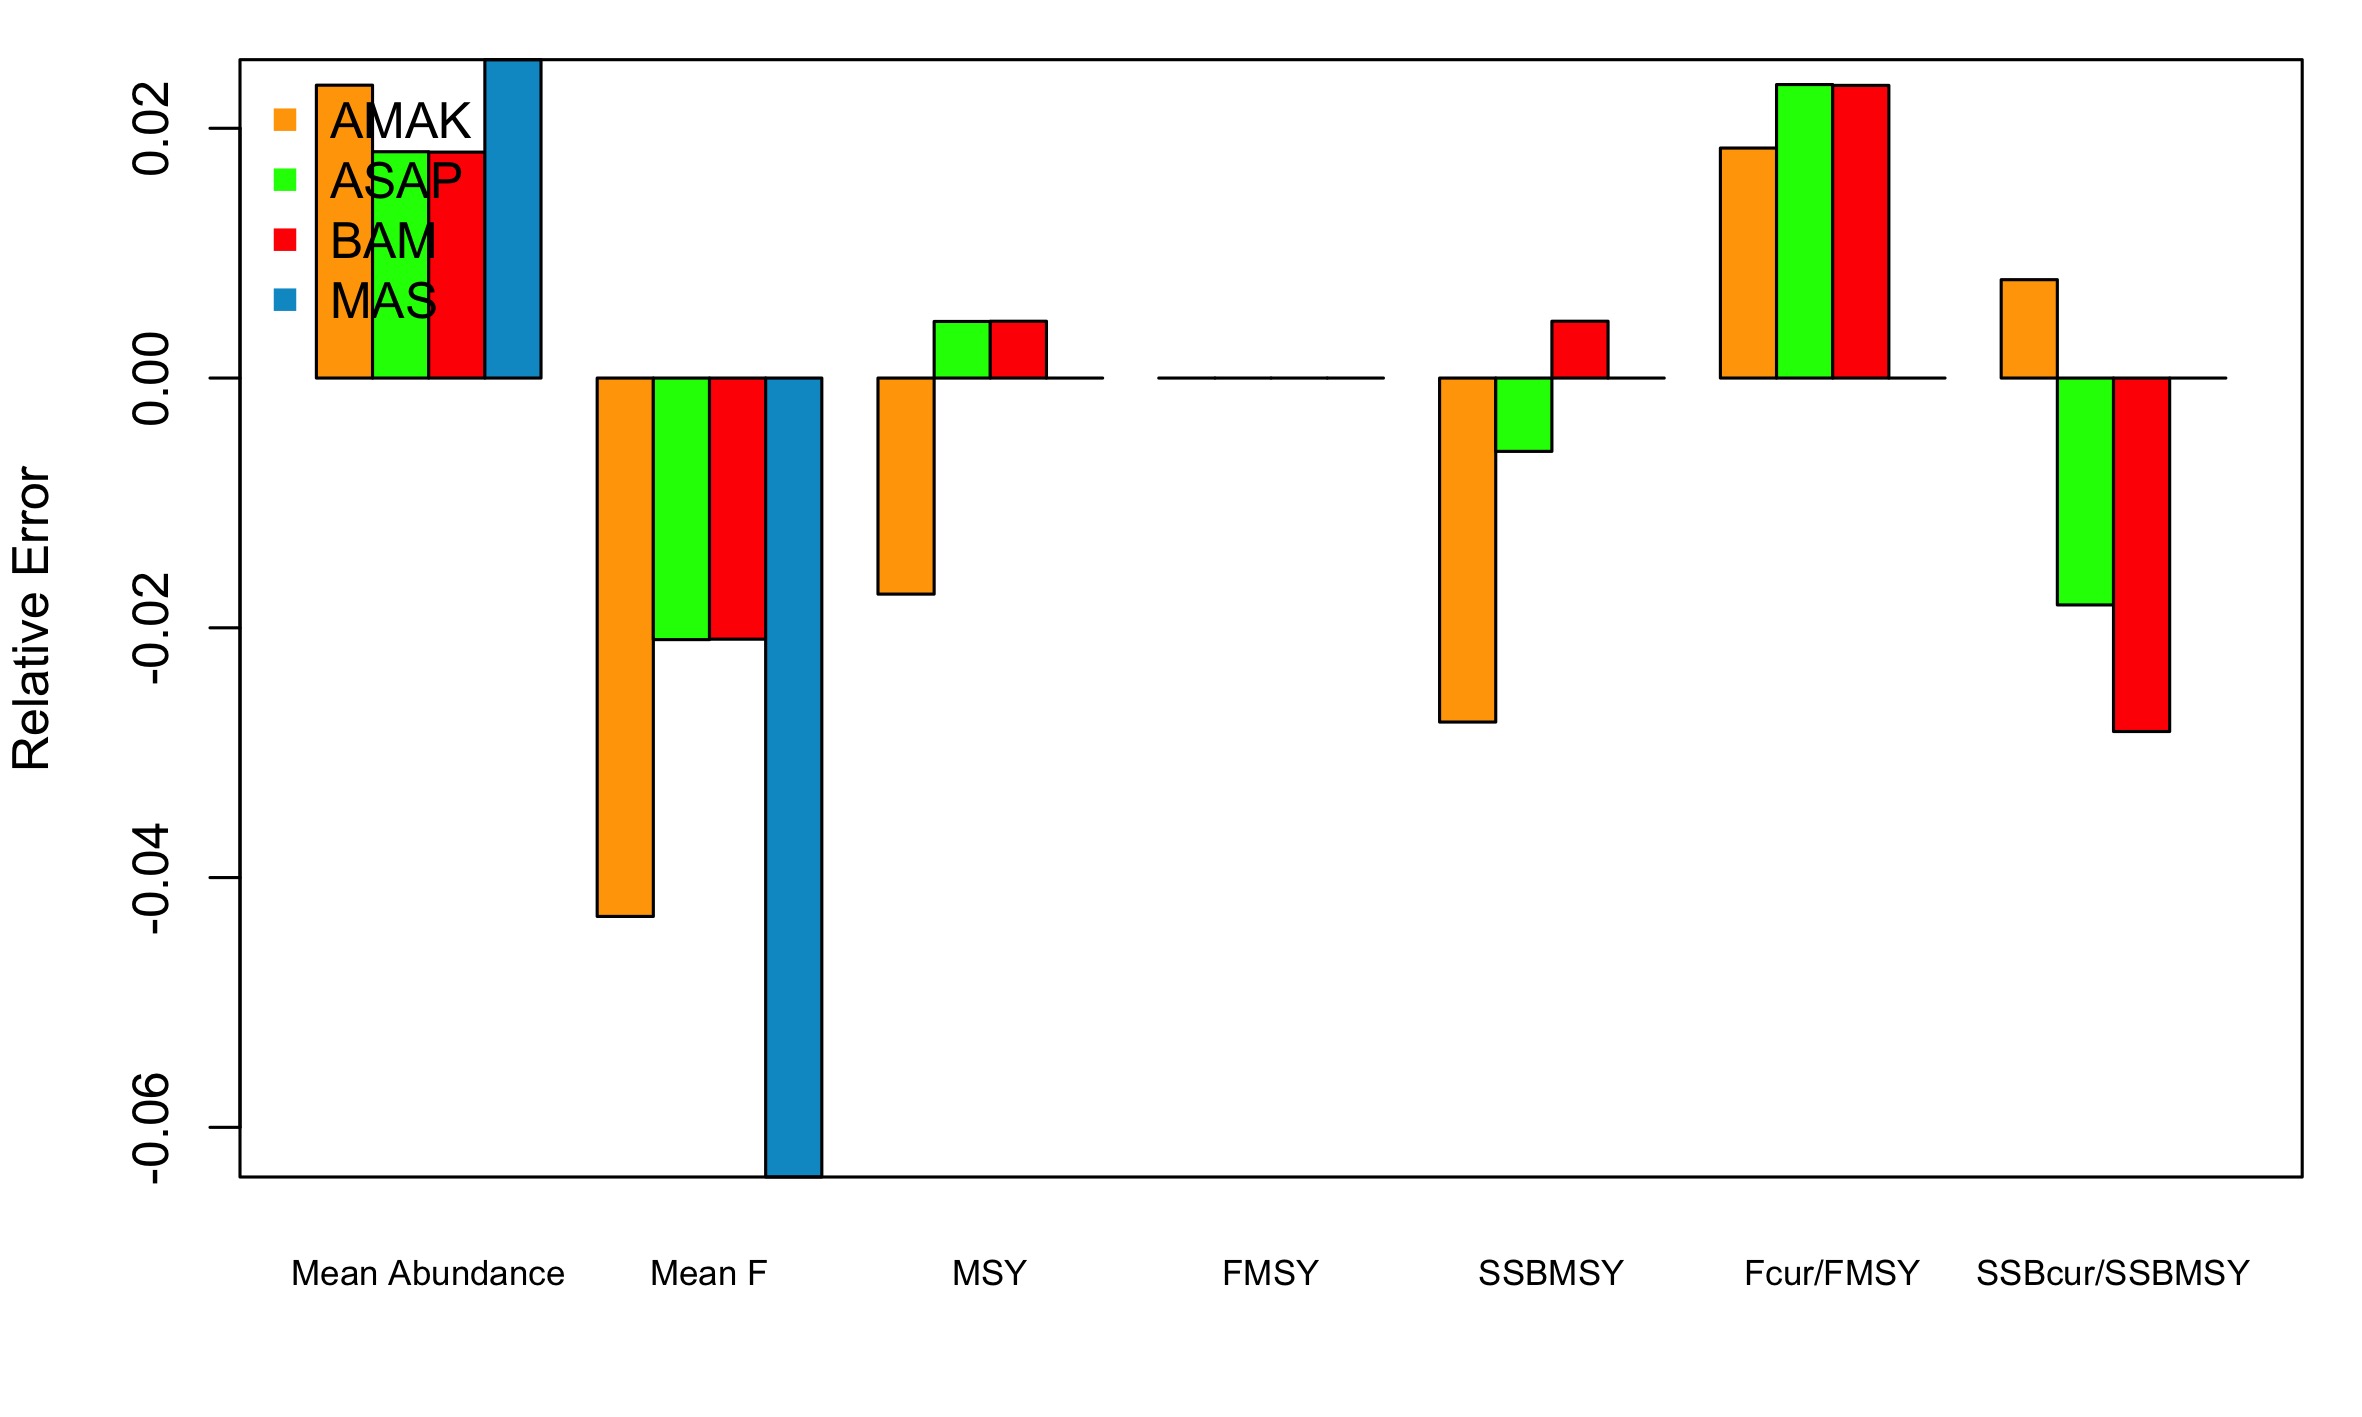 Relative Error
0.02
0.00
-0.02
-0.04
-0.06
AMAK
ASAP
BAM
MAS
Mean Abundance Mean F MSY FMSY SSBMSY Fcur/FMSY SSBcur/SSBMSY